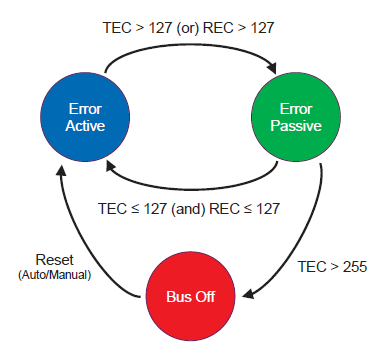 TEC > 127 (or) REC > 127
Error
Active
Error
Passive
TEC ≤ 127 (and) REC ≤ 127
Reset
(Auto/Manual)
TEC > 255
Bus Off